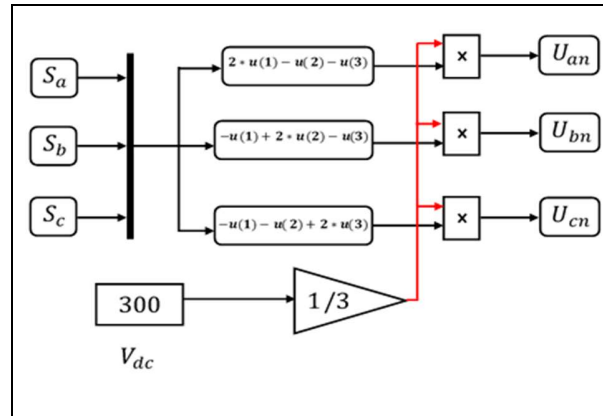 2 * u(1) − u(2) − u(3)
×
U_an
S_a
S_b
−u(1) + 2 * u(2) − u(3)
×
U_bn
S_c
−u(1) − u(2) + 2 * u(3)
×
U_cn
300
1/3
V_dc